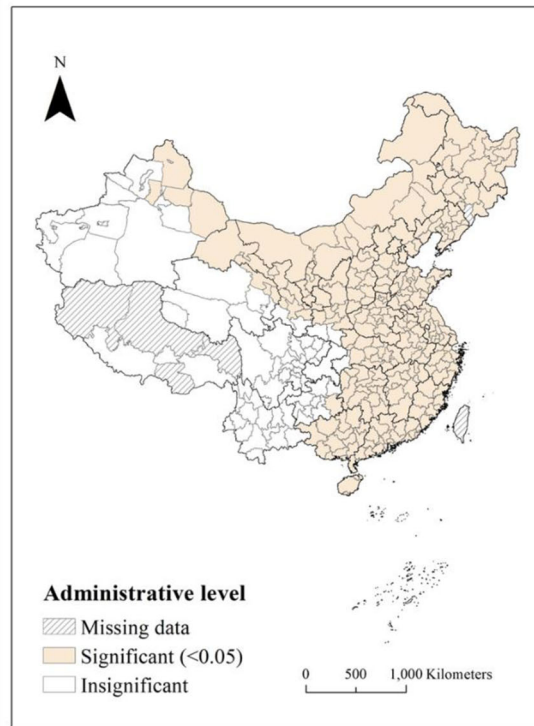 N
Administrative level
Missing data
Significant (<0.05)
Insignificant
0 500 1,000 Kilometers